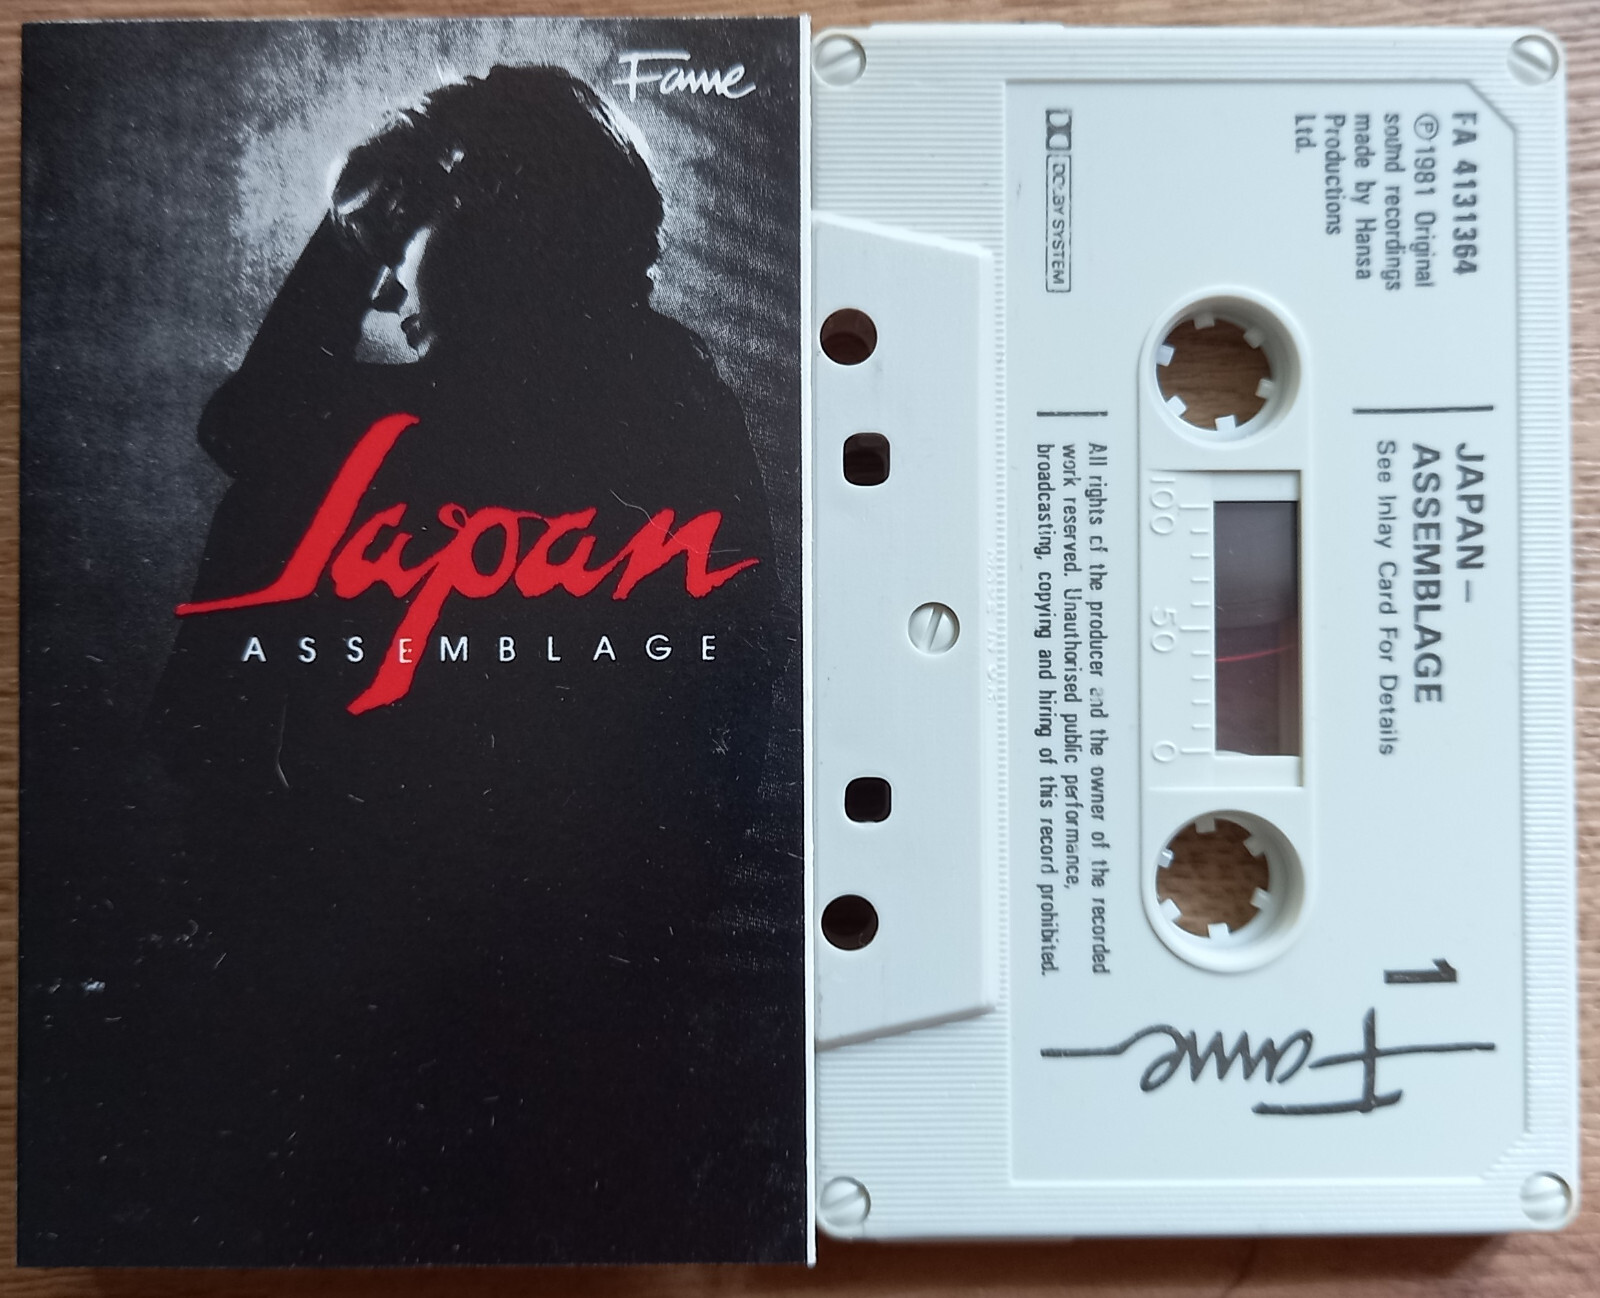 Fame
Japan
ASSEMBLAGE
FA 4131364
Ⓟ 1981 Original
sound recordings
made by Hansa
Productions
Ltd.
DOLBY SYSTEM
JAPAN –
ASSEMBLAGE
See Inlay Card For Details
100 50 0
All rights of the producer and the owner of the recorded
work reserved. Unauthorised public performance,
broadcasting, copying and hiring of this record prohibited.
1
Fame